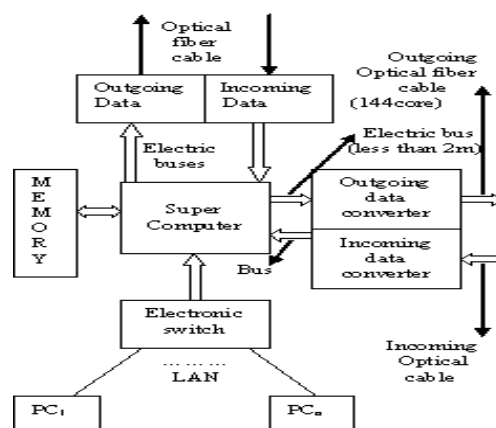 Optical
fiber
cable
Outgoing
Data
Incoming
Data
Outgoing
Optical fiber
cable
(144core)
Electric
buses
Electric bus
(less than 2m)
M
E
M
O
R
Y
Super
Computer
Outgoing
data
converter
Incoming
data
converter
Bus
Electronic
switch
………
LAN
Incoming
Optical
cable
PC₁
PCₙ